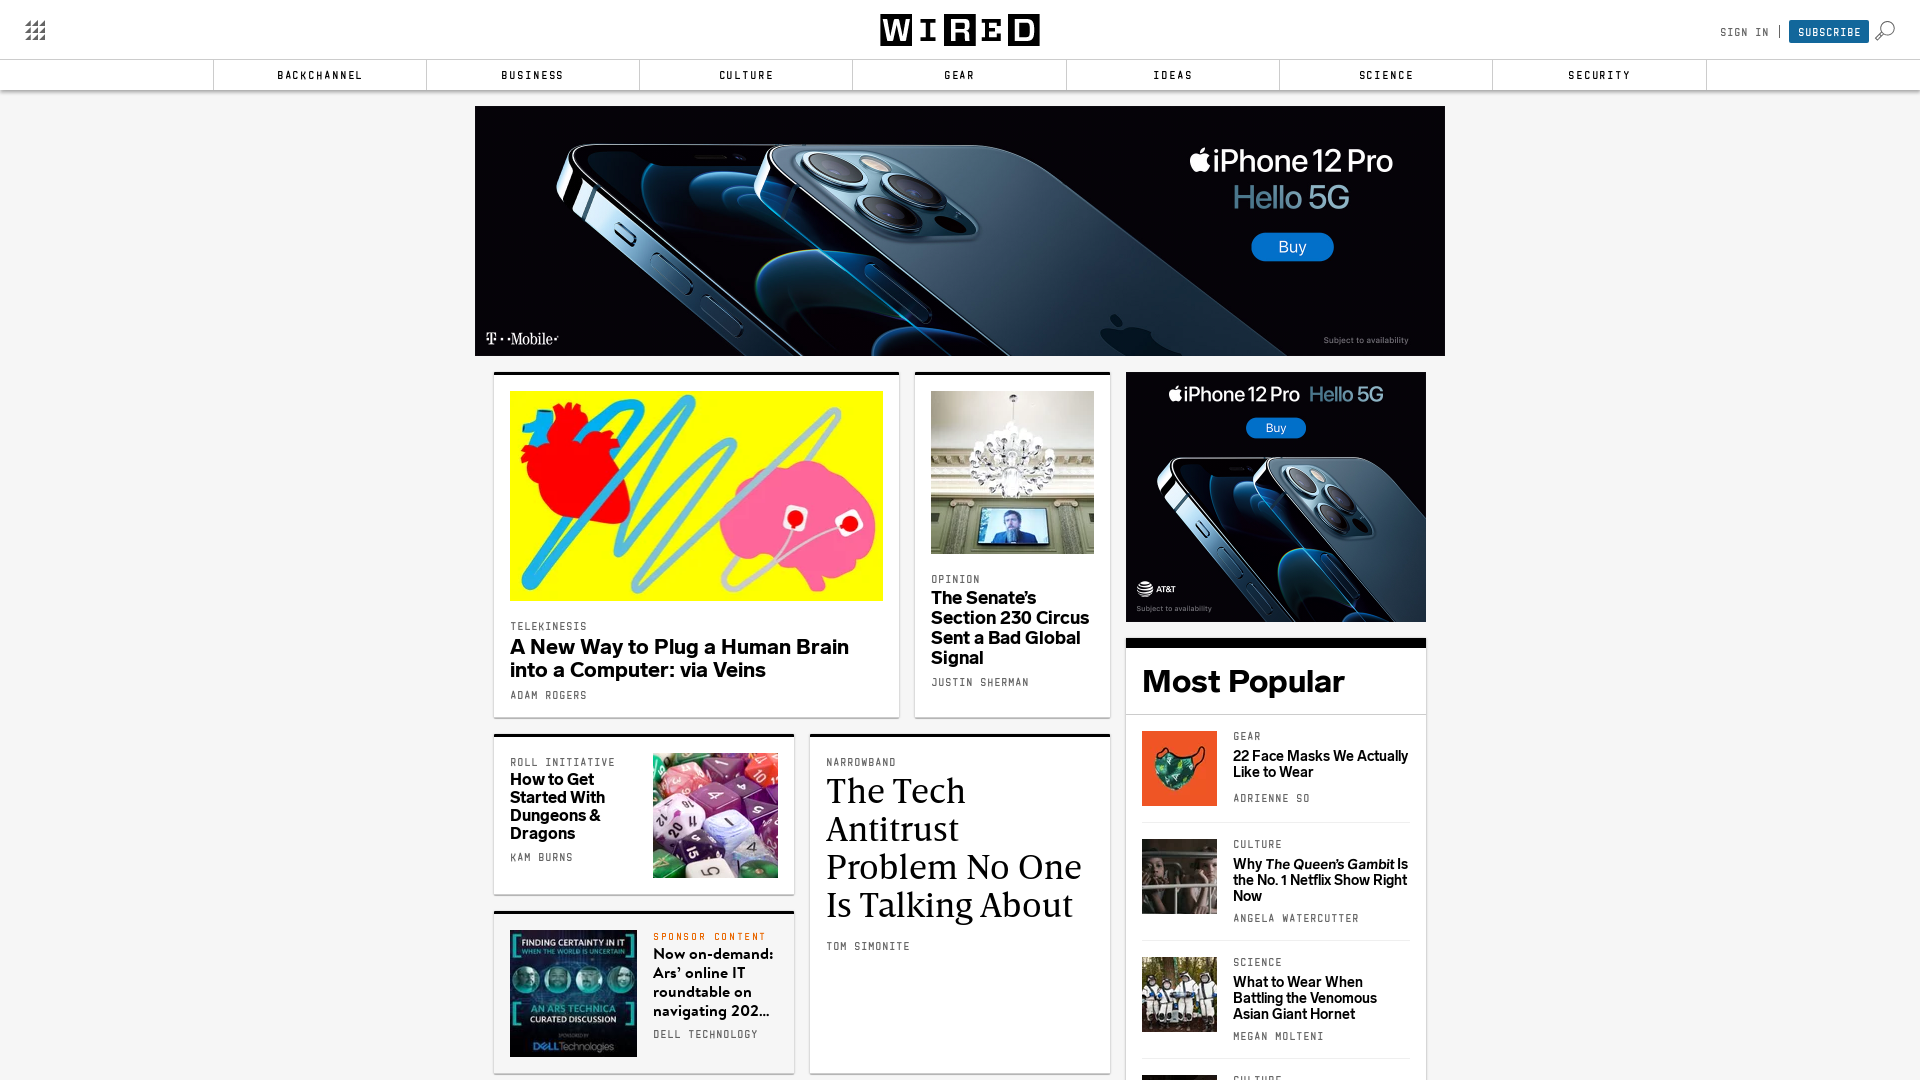 WIRED
SIGN IN
SUBSCRIBE
BACKCHANNEL
BUSINESS
CULTURE
GEAR
IDEAS
SCIENCE
SECURITY
iPhone 12 Pro
Hello 5G
Buy
T··Mobile·
Subject to availability
TELEKINESIS
A New Way to Plug a Human Brain
into a Computer: via Veins
ADAM ROGERS
OPINION
The Senate’s
Section 230 Circus
Sent a Bad Global
Signal
JUSTIN SHERMAN
iPhone 12 Pro Hello 5G
Buy
AT&T
Subject to availability
ROLL INITIATIVE
How to Get
Started With
Dungeons &
Dragons
KAM BURNS
NARROWBAND
The Tech
Antitrust
Problem No One
Is Talking About
TOM SIMONITE
FINDING CERTAINTY IN IT
WHEN THE WORLD IS UNCERTAIN
AN ARS TECHNICA
CURATED DISCUSSION
SPONSORED BY
DELLTechnologies
SPONSOR CONTENT
Now on-demand:
Ars’ online IT
roundtable on
navigating 202...
DELL TECHNOLOGY
Most Popular
GEAR
22 Face Masks We Actually
Like to Wear
ADRIENNE SO
CULTURE
Why The Queen’s Gambit Is
the No. 1 Netflix Show Right
Now
ANGELA WATERCUTTER
SCIENCE
What to Wear When
Battling the Venomous
Asian Giant Hornet
MEGAN MOLTENI
CULTURE